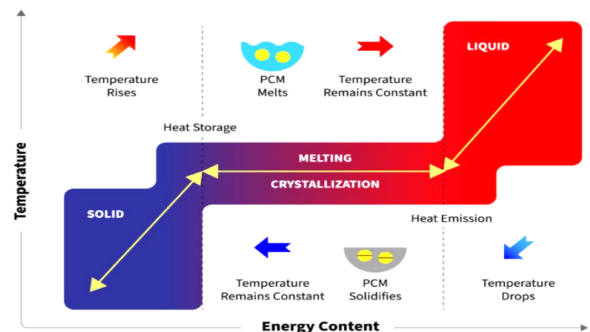 Temperature
Rises
PCM
Melts
Temperature
Remains Constant
LIQUID
Heat Storage
MELTING
CRYSTALLIZATION
SOLID
Heat Emission
Temperature
Remains Constant
PCM
Solidifies
Temperature
Drops
Temperature
Energy Content